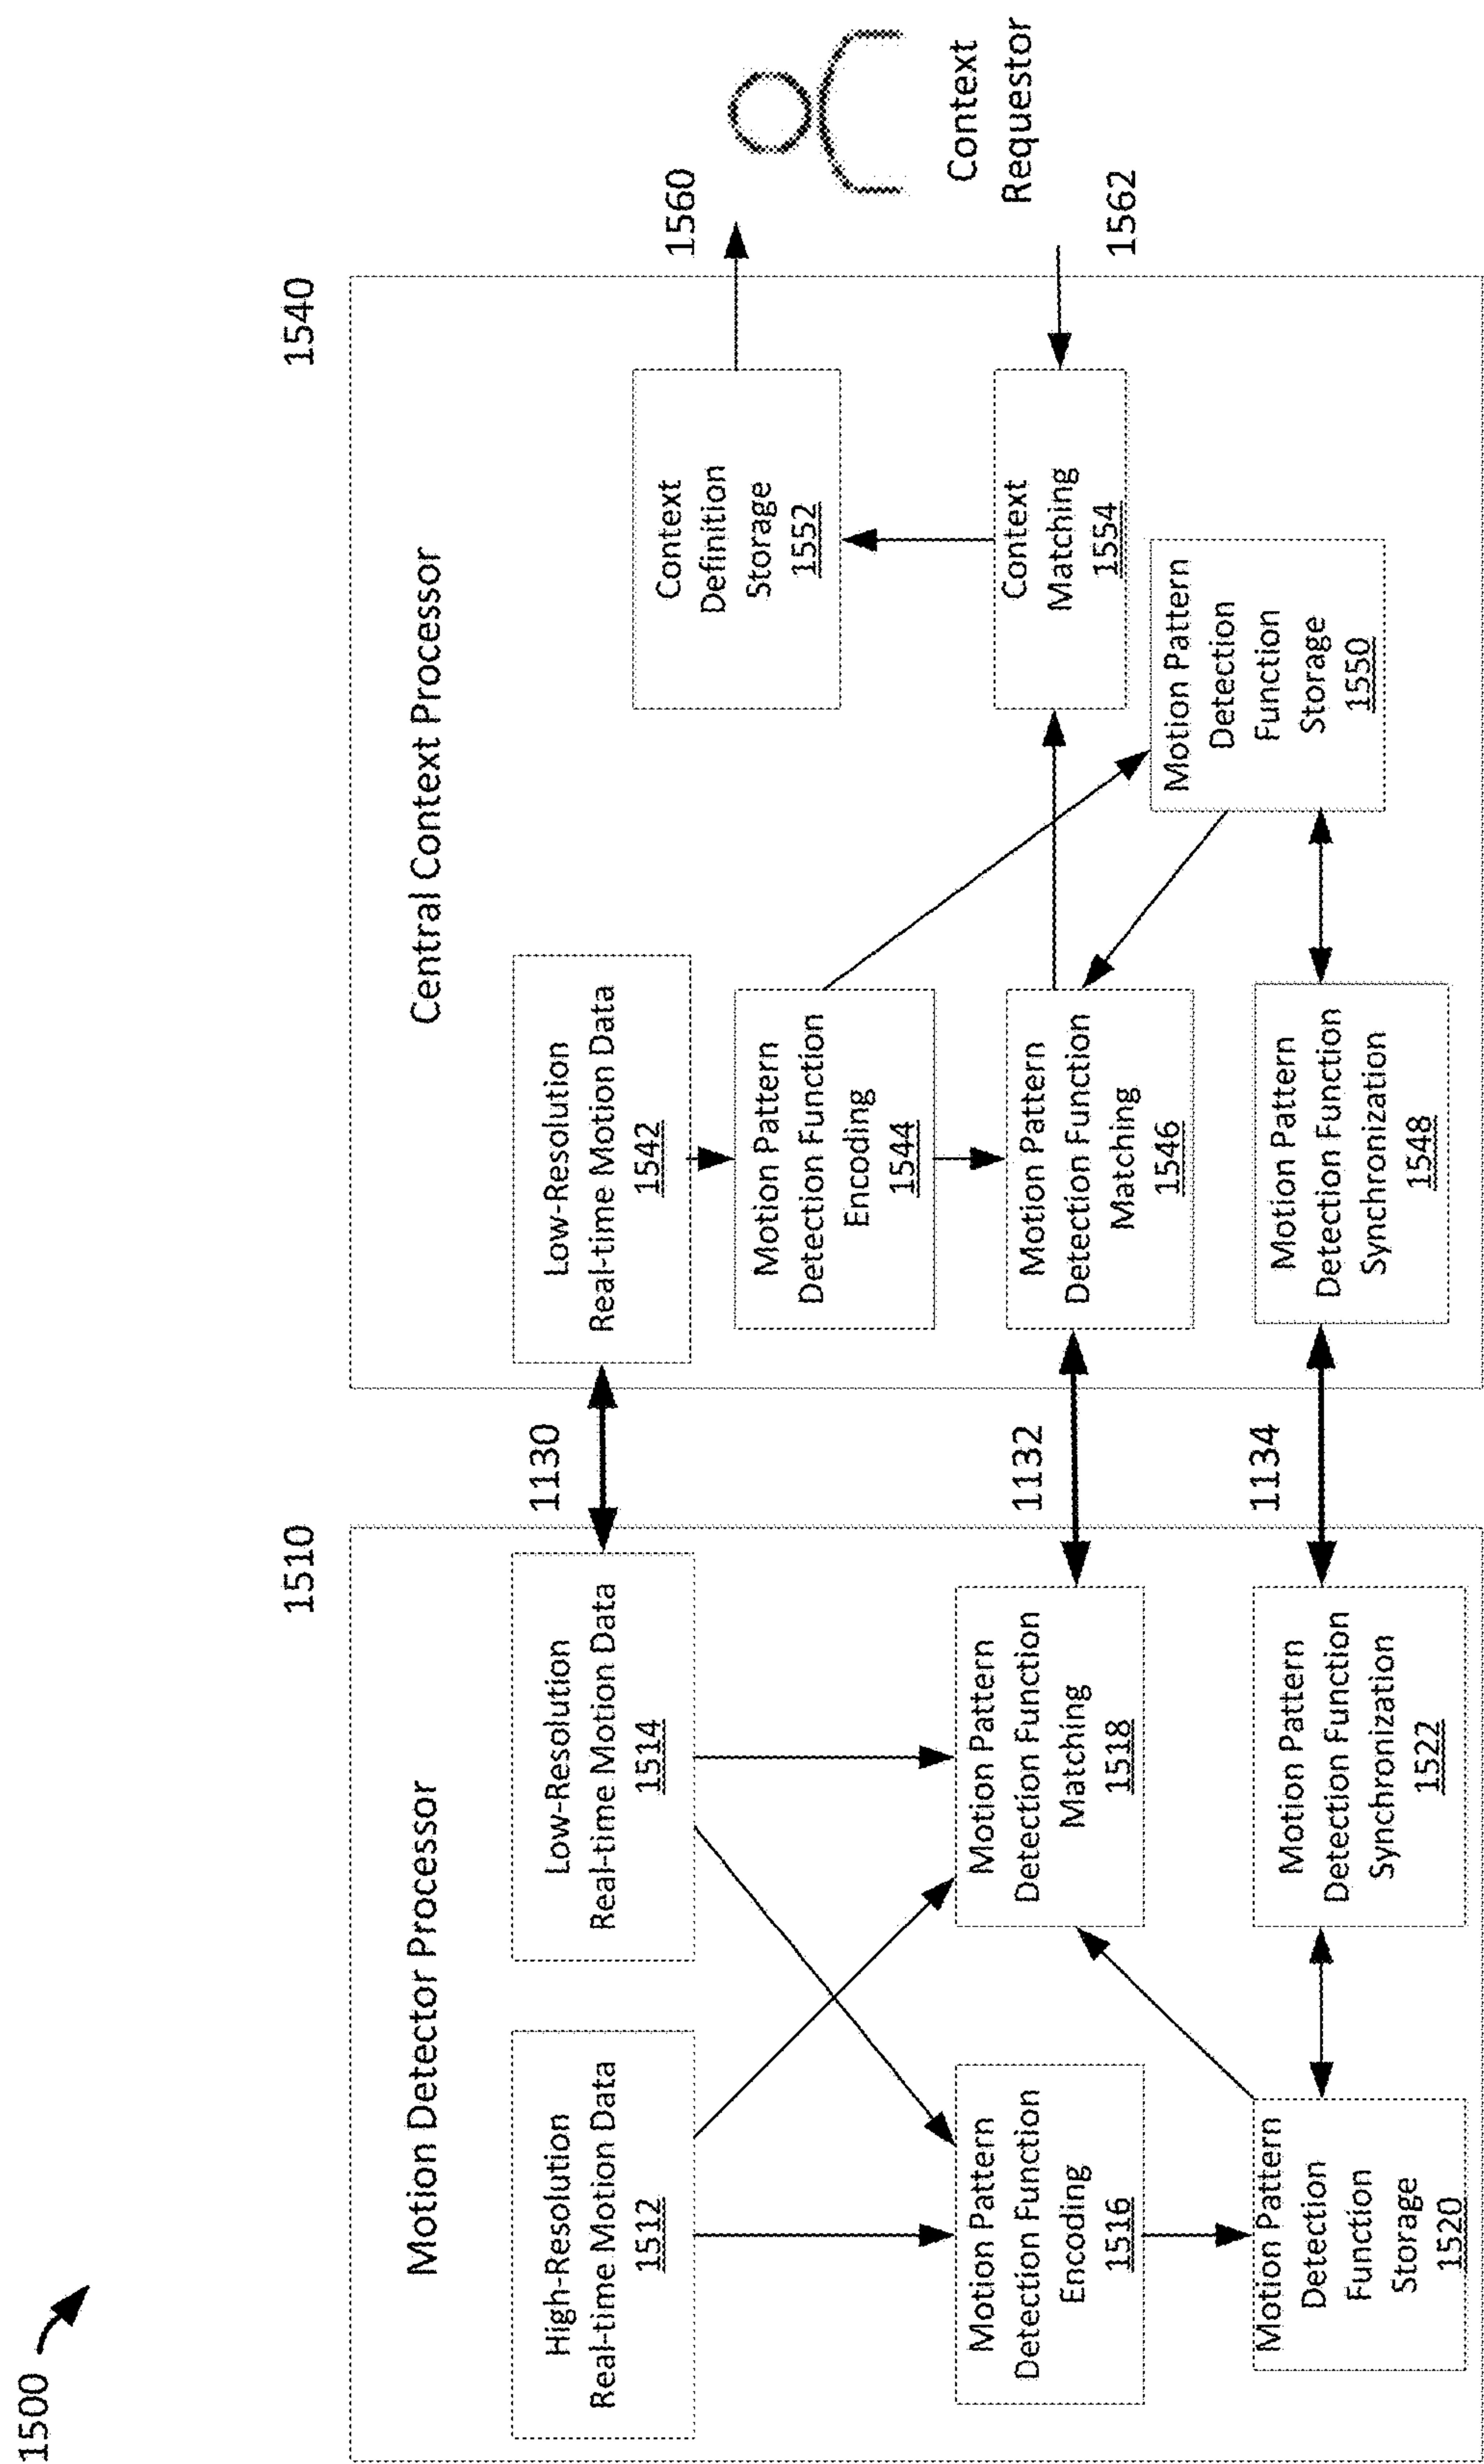 1500
1510
Motion Detector Processor
High-Resolution
Real-time Motion Data
1512
Low-Resolution
Real-time Motion Data
1514
Motion Pattern
Detection Function
Encoding
1516
Motion Pattern
Detection Function
Matching
1518
Motion Pattern
Detection
Function
Storage
1520
Motion Pattern
Detection Function
Synchronization
1522
1130
1132
1134
1540
Central Context Processor
Low-Resolution
Real-time Motion Data
1542
Motion Pattern
Detection Function
Encoding
1544
Motion Pattern
Detection Function
Matching
1546
Motion Pattern
Detection Function
Synchronization
1548
Context
Definition
Storage
1552
Context
Matching
1554
Motion Pattern
Detection
Function
Storage
1550
1560
Context
Requestor
1562